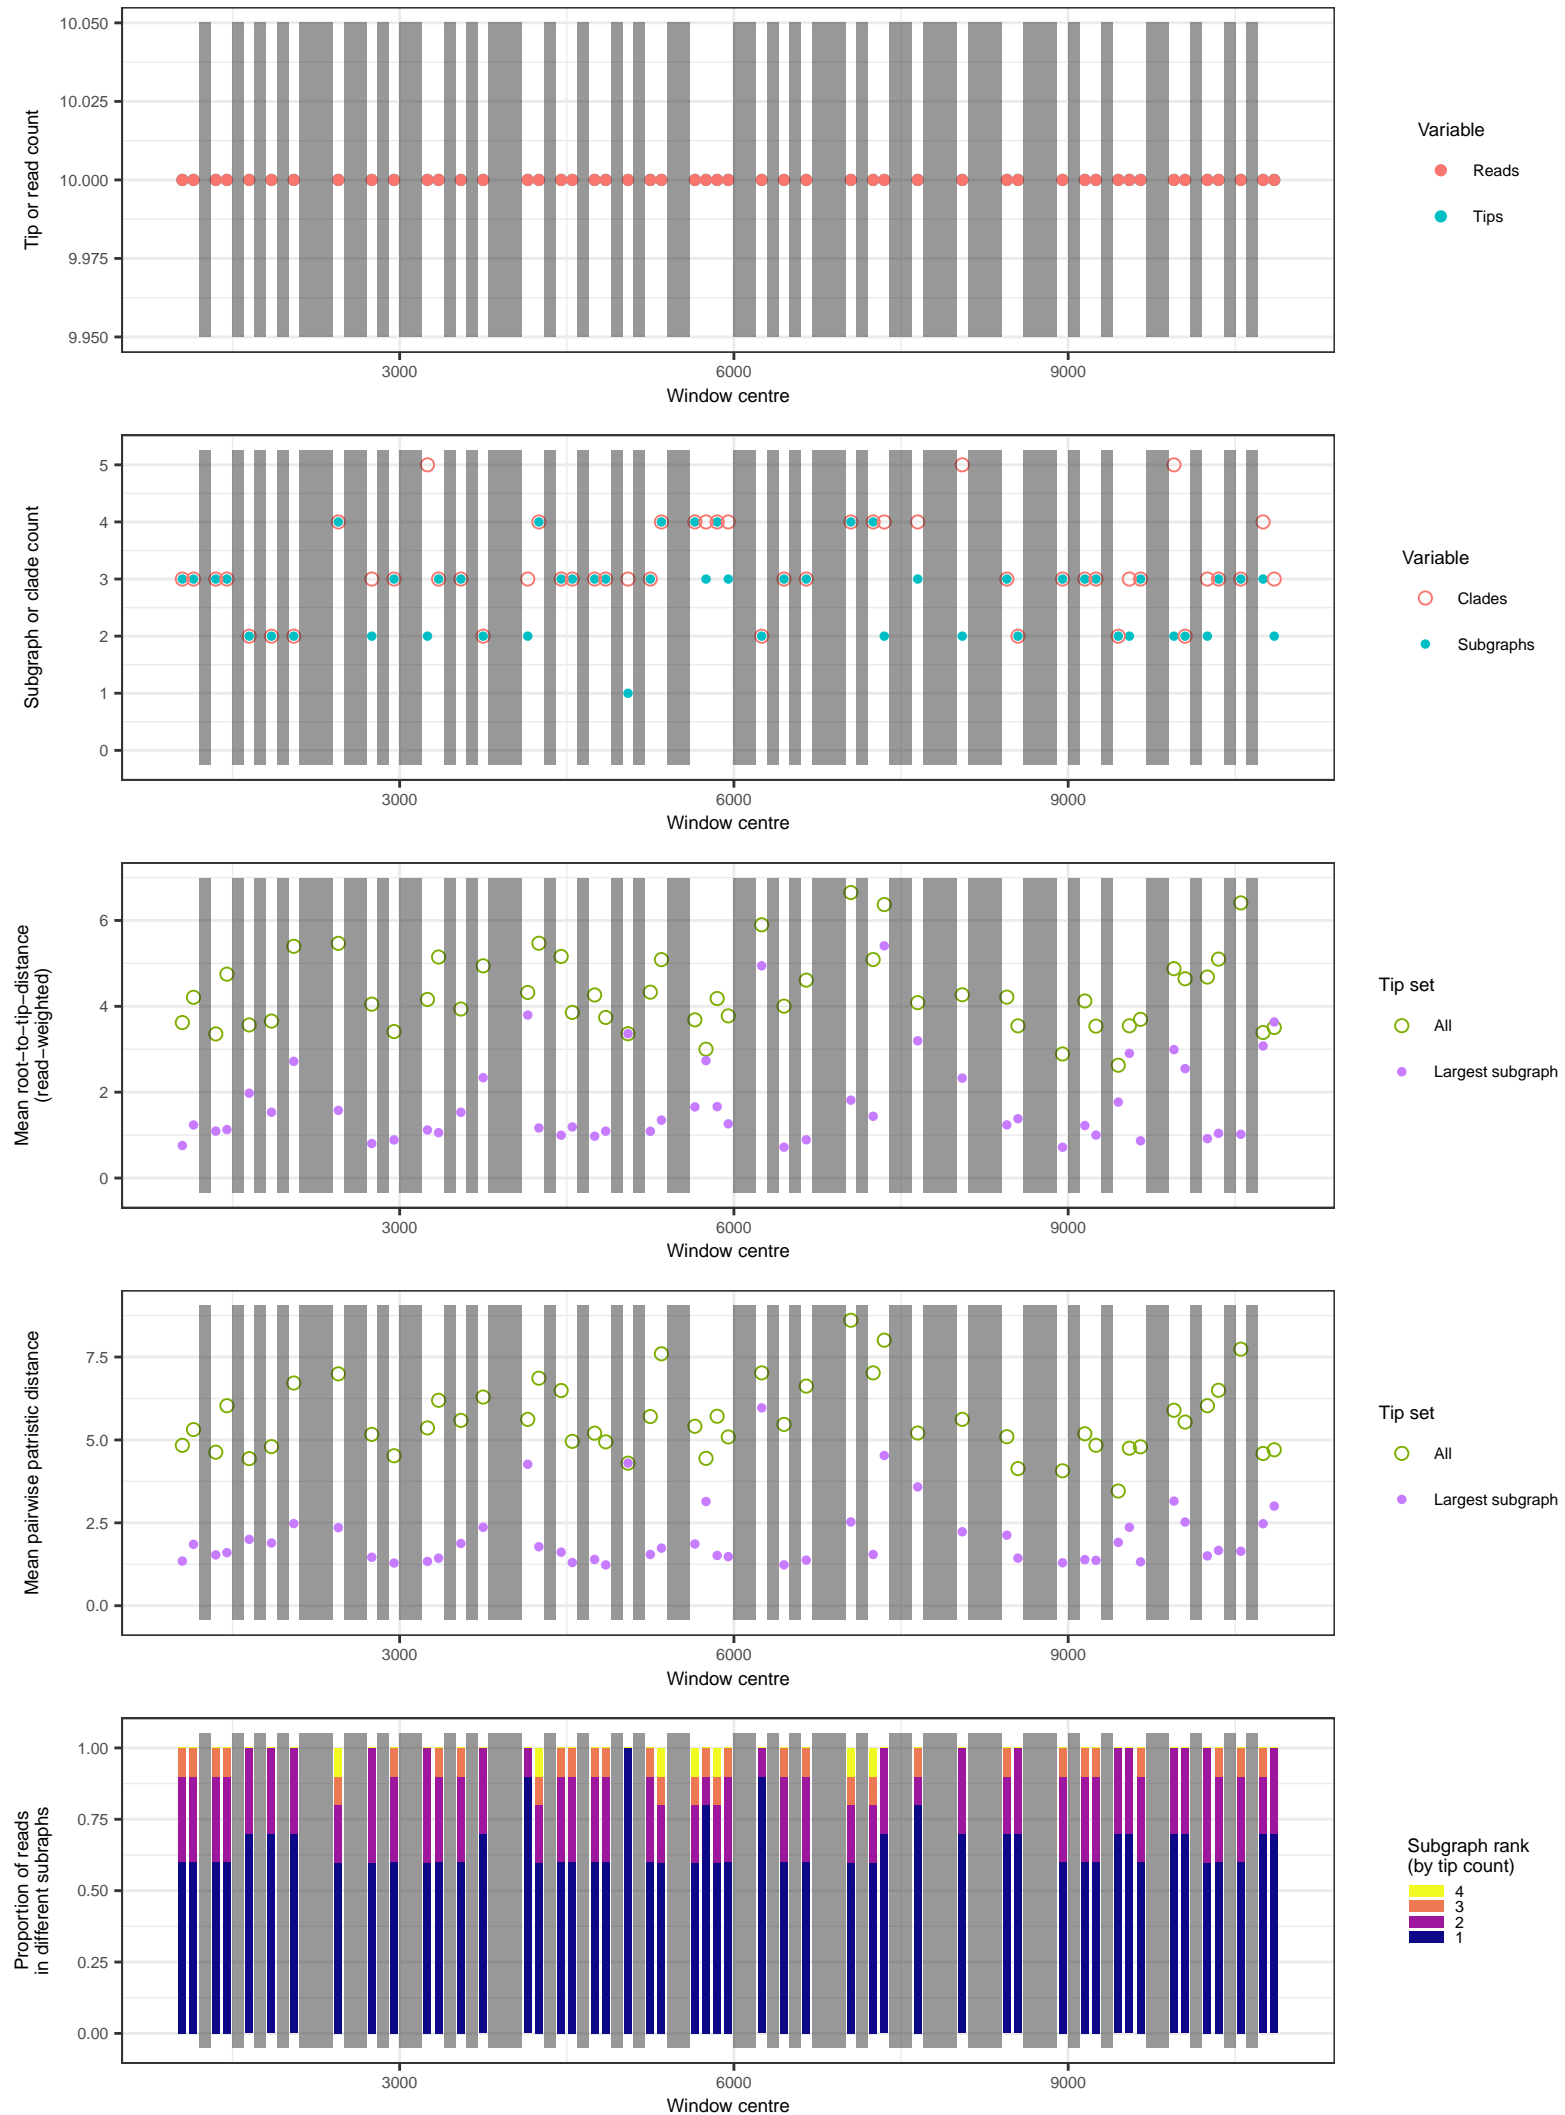 10.050
10.025
10.000
9.975
9.950
Tip or read count
3000 6000 9000
Window centre
Variable
Reads
Tips
5
4
3
2
1
0
Subgraph or clade count
3000 6000 9000
Window centre
Variable
Clades
Subgraphs
6
4
2
0
Mean root−to−tip−distance
(read−weighted)
3000 6000 9000
Window centre
Tip set
All
Largest subgraph
7.5
5.0
2.5
0.0
Mean pairwise patristic distance
3000 6000 9000
Window centre
Tip set
All
Largest subgraph
1.00
0.75
0.50
0.25
0.00
Proportion of reads
in different subraphs
3000 6000 9000
Window centre
Subgraph rank
(by tip count)
4
3
2
1